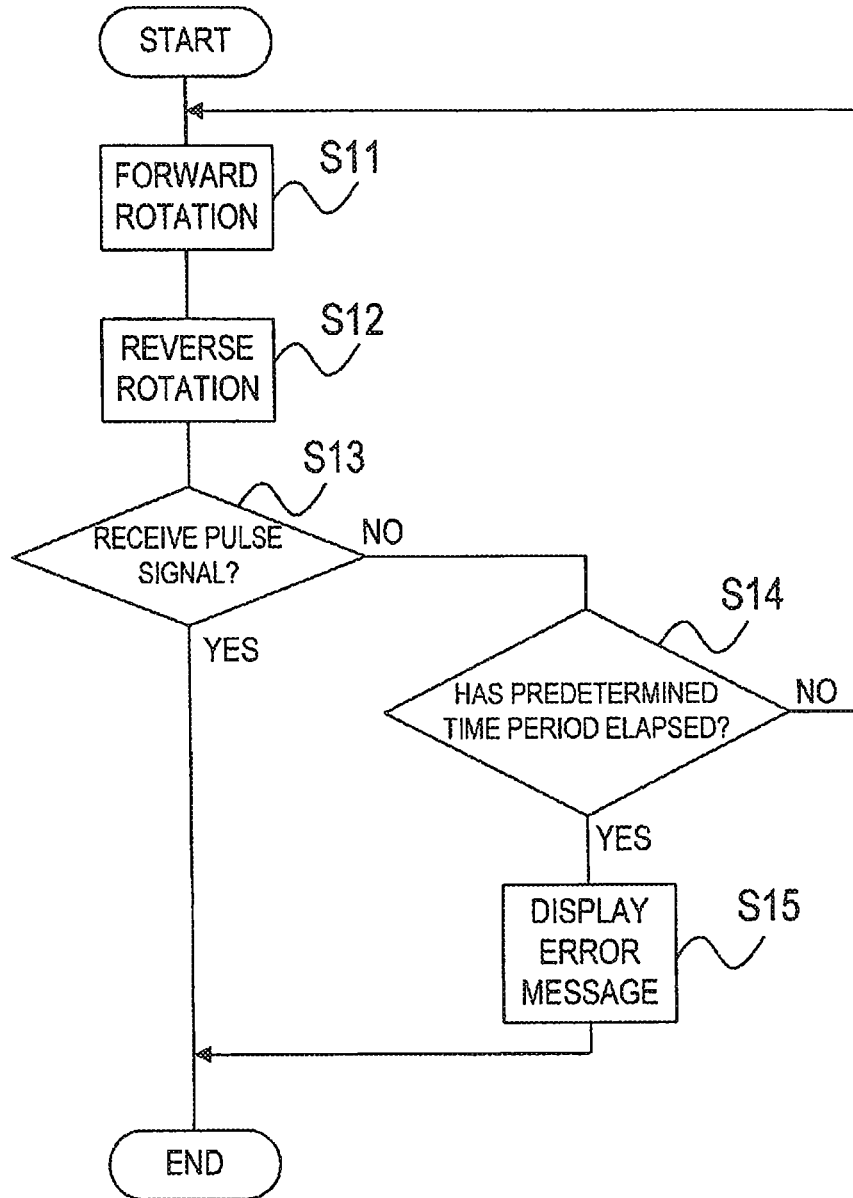 START
FORWARD
ROTATION
S11
REVERSE
ROTATION
S12
S13
RECEIVE PULSE
SIGNAL?
NO
YES
S14
HAS PREDETERMINED
TIME PERIOD ELAPSED?
NO
YES
DISPLAY
ERROR
MESSAGE
S15
END